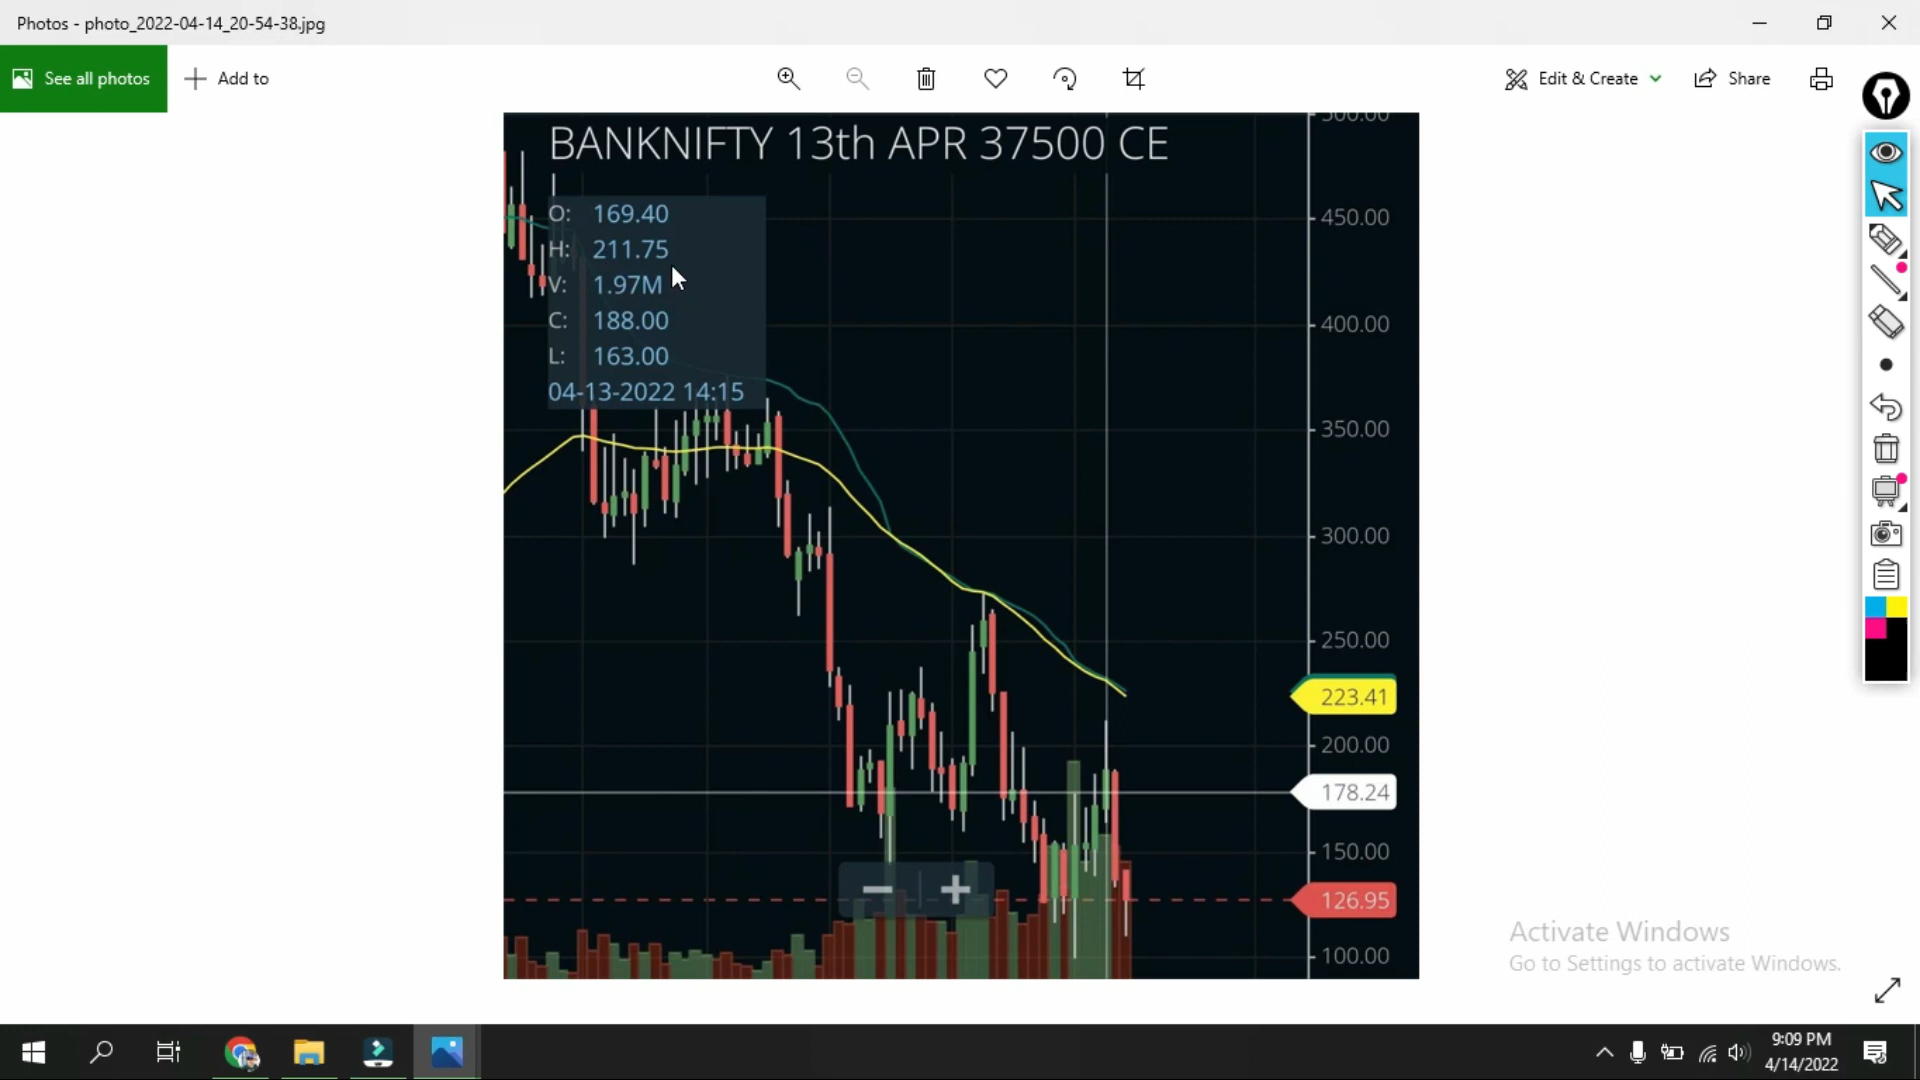 Photos - photo_2022-04-14_20-54-38.jpg
See all photos
Add to
Edit & Create
Share
BANKNIFTY 13th APR 37500 CE
O: 169.40
H: 211.75
V: 1.97M
C: 188.00
L: 163.00
04-13-2022 14:15
500.00
450.00
400.00
350.00
300.00
250.00
223.41
200.00
178.24
150.00
126.95
100.00
Activate Windows
Go to Settings to activate Windows.
9:09 PM
4/14/2022